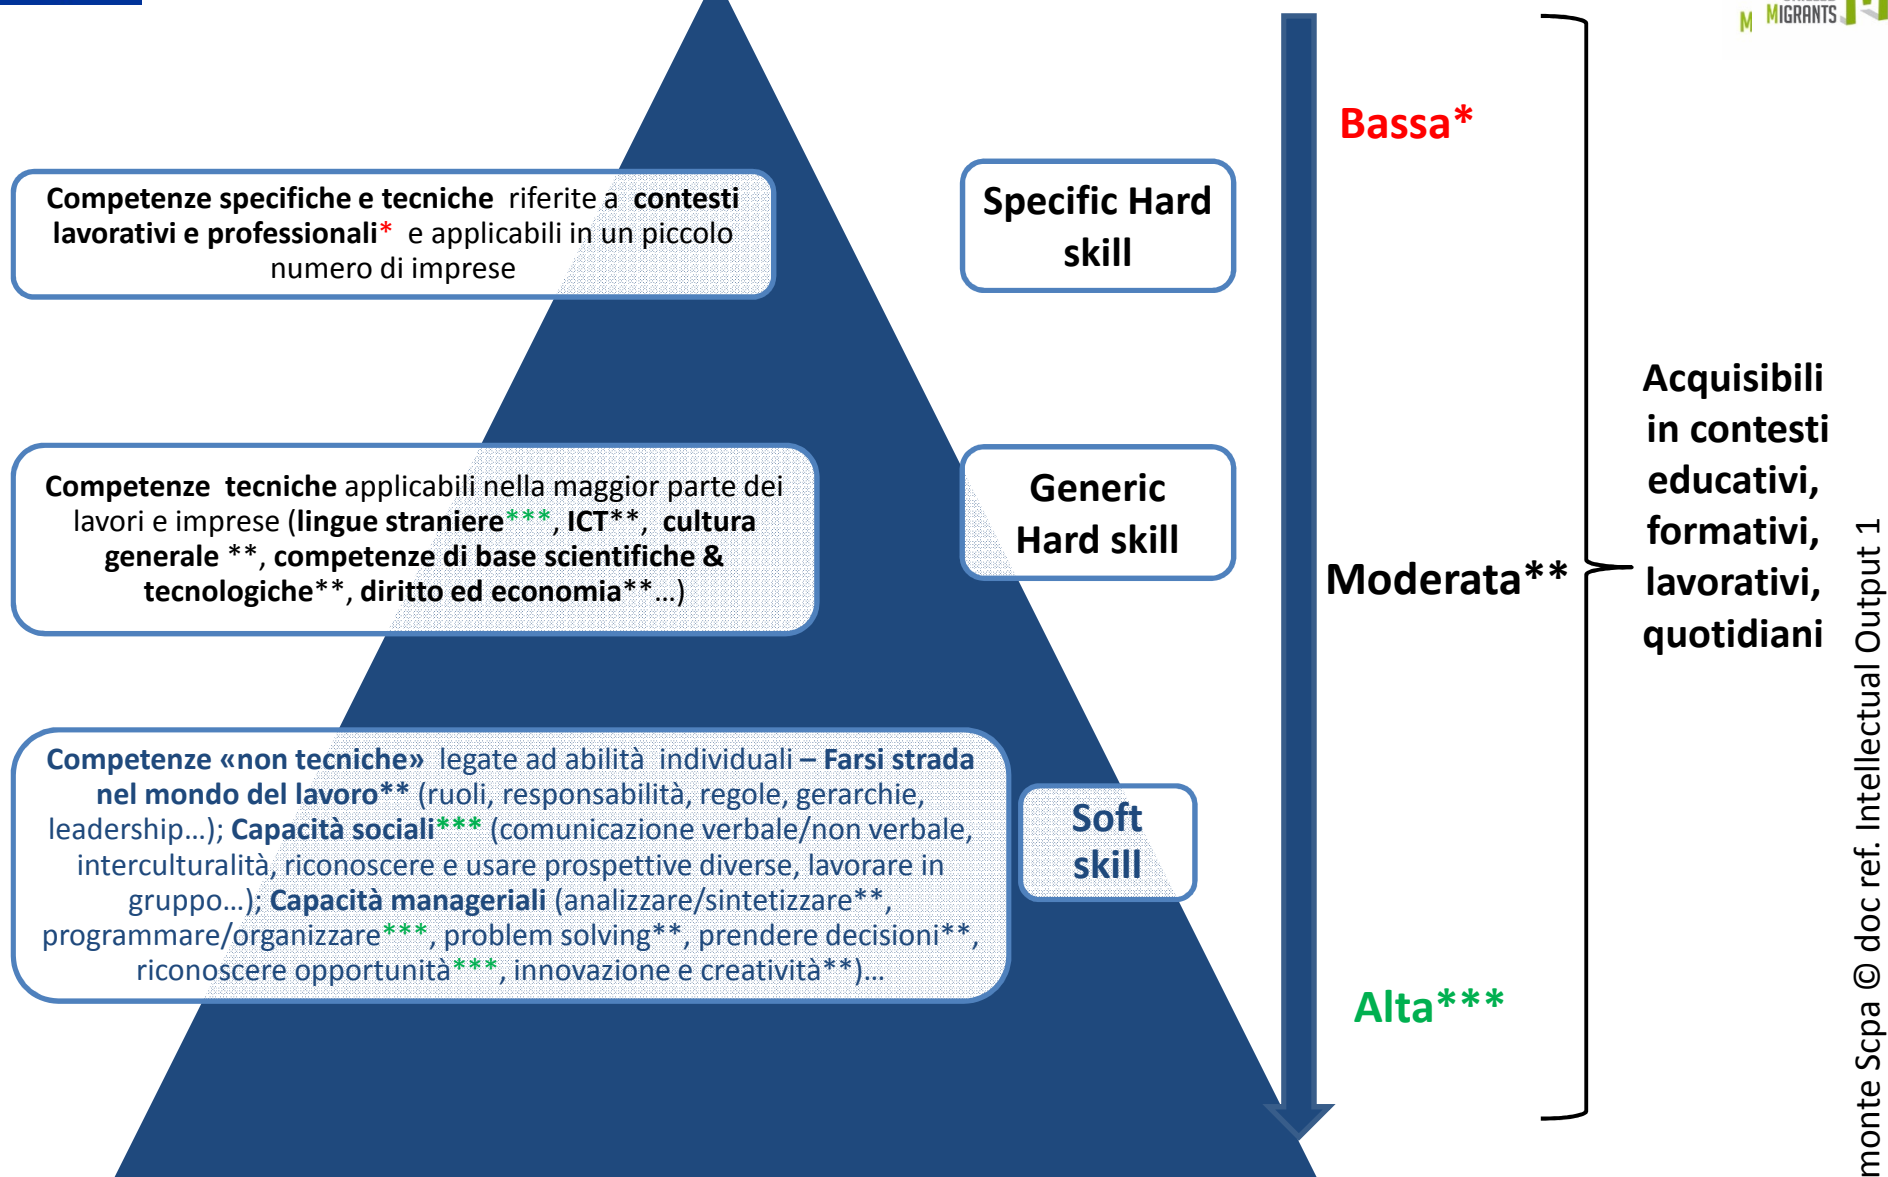 M MIGRANTS
Bassa*
Competenze specifiche e tecniche riferite a contesti
lavorativi e professionali* e applicabili in un piccolo
numero di imprese
Specific Hard
skill
Competenze tecniche applicabili nella maggior parte dei
lavori e imprese (lingue straniere***, ICT**, cultura
generale **, competenze di base scientifiche &
tecnologiche**, diritto ed economia**…)
Generic
Hard skill
Moderata**
Acquisibili
in contesti
educativi,
formativi,
lavorativi,
quotidiani
Competenze «non tecniche» legate ad abilità individuali – Farsi strada
nel mondo del lavoro** (ruoli, responsabilità, regole, gerarchie,
leadership…); Capacità sociali*** (comunicazione verbale/non verbale,
interculturalità, riconoscere e usare prospettive diverse, lavorare in
gruppo…); Capacità manageriali (analizzare/sintetizzare**,
programmare/organizzare***, problem solving**, prendere decisioni**,
riconoscere opportunità***, innovazione e creatività**)…
Soft
skill
Alta***
monte Scpa © doc ref. Intellectual Output 1